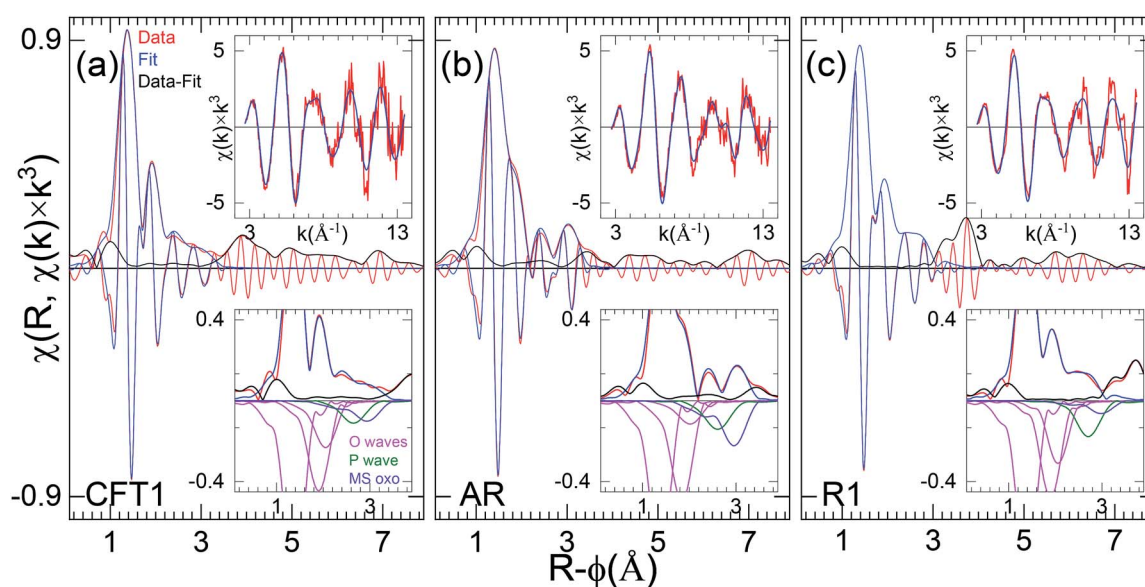 0.9
-0.9
χ(R, χ(k)×k³)
(a)
Data
Fit
Data-Fit
5
-5
χ(k)×k³
3 k(Å⁻¹) 13
0.4
-0.4
O waves
P wave
MS oxo
1 3
CFT1
1 3 5 7
(b)
5
-5
χ(k)×k³
3 k(Å⁻¹) 13
0.4
-0.4
1 3
AR
1 3 5 7
(c)
5
-5
χ(k)×k³
3 k(Å⁻¹) 13
0.4
-0.4
1 3
R1
1 3 5 7
R-ϕ(Å)